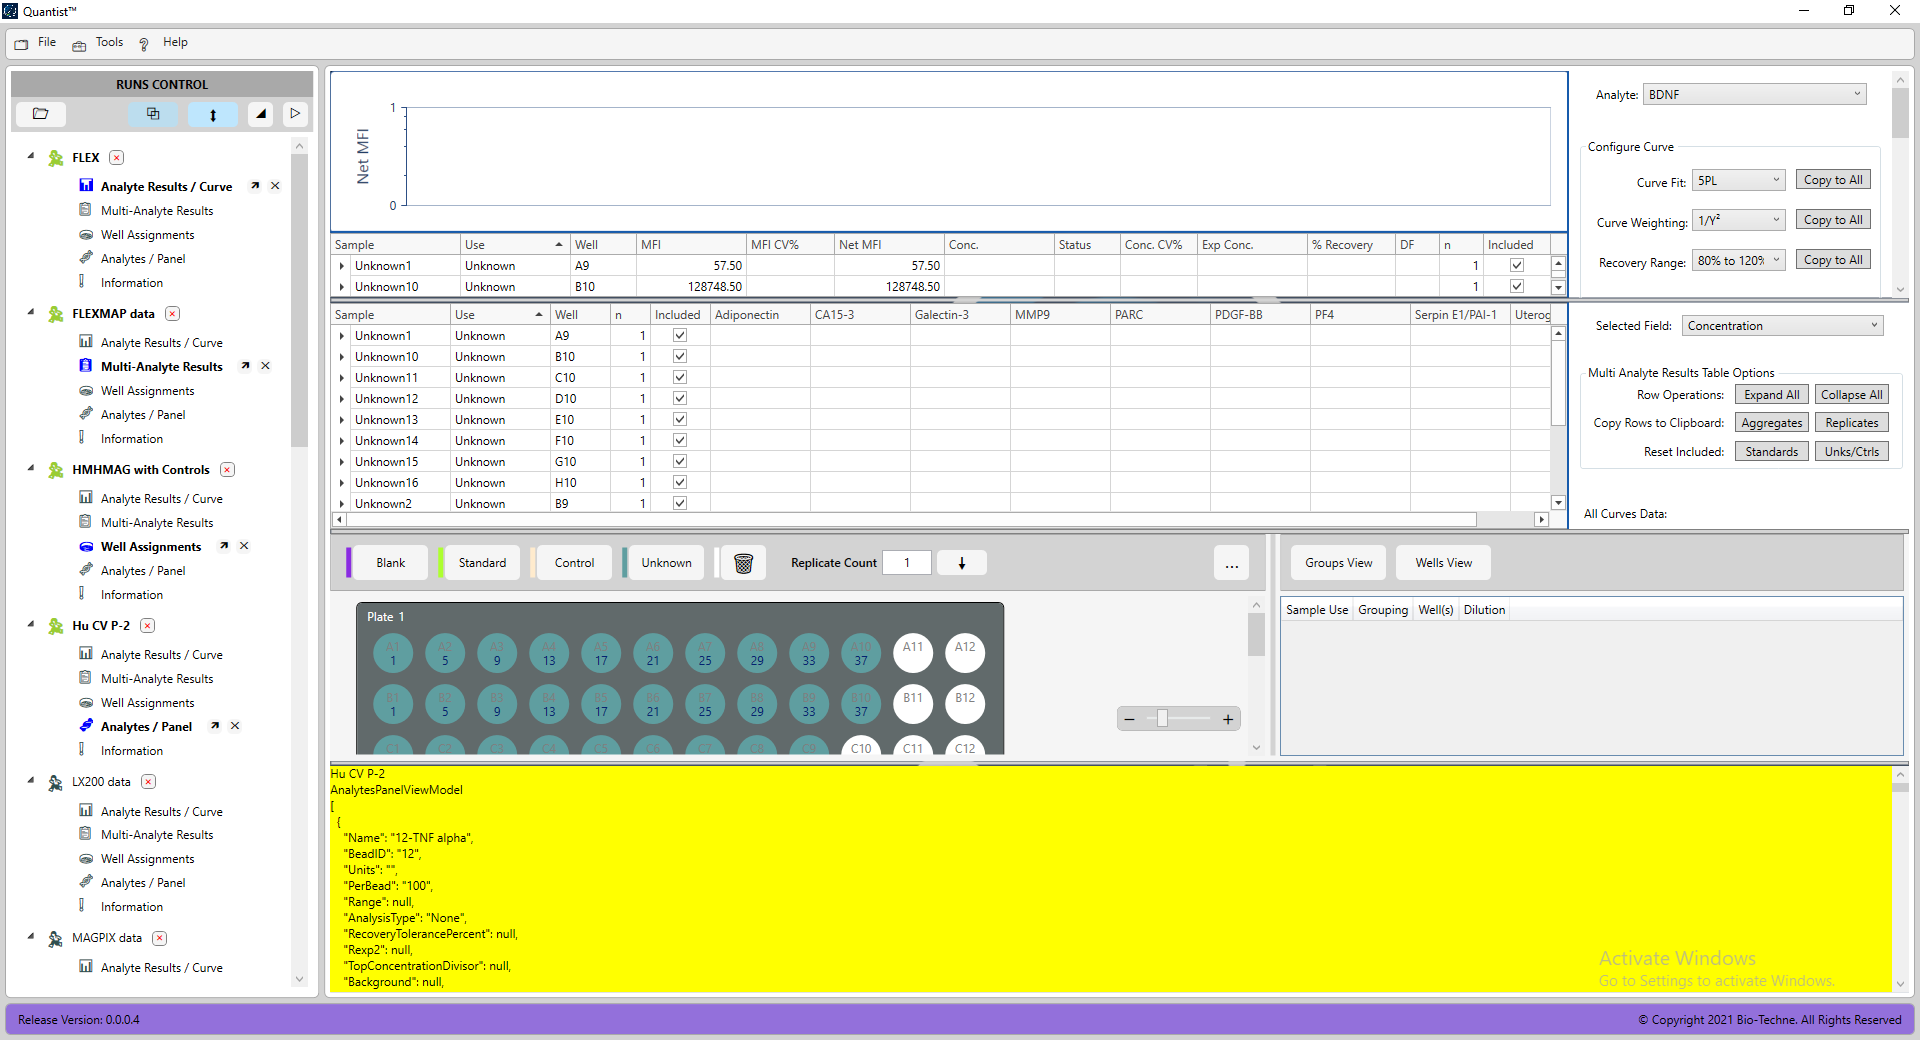 Quantist™
File Tools ? Help
RUNS CONTROL
FLEX
Analyte Results / Curve
Multi-Analyte Results
Well Assignments
Analytes / Panel
Information
FLEXMAP data
Analyte Results / Curve
Multi-Analyte Results
Well Assignments
Analytes / Panel
Information
HMHMAG with Controls
Analyte Results / Curve
Multi-Analyte Results
Well Assignments
Analytes / Panel
Information
Hu CV P-2
Analyte Results / Curve
Multi-Analyte Results
Well Assignments
Analytes / Panel
Information
LX200 data
Analyte Results / Curve
Multi-Analyte Results
Well Assignments
Analytes / Panel
Information
MAGPIX data
Analyte Results / Curve
Net MFI
1
0
Sample Use Well MFI MFI CV% Net MFI Conc. Status Conc. CV% Exp Conc. % Recovery DF n Included
Unknown1 Unknown A9 57.50 57.50 1
Unknown10 Unknown B10 128748.50 128748.50 1
Analyte: BDNF
Configure Curve
Curve Fit: 5PL Copy to All
Curve Weighting: 1/Y² Copy to All
Recovery Range: 80% to 120% Copy to All
Sample Use Well n Included Adiponectin CA15-3 Galectin-3 MMP9 PARC PDGF-BB PF4 Serpin E1/PAI-1 Uterog
Unknown1 Unknown A9 1
Unknown10 Unknown B10 1
Unknown11 Unknown C10 1
Unknown12 Unknown D10 1
Unknown13 Unknown E10 1
Unknown14 Unknown F10 1
Unknown15 Unknown G10 1
Unknown16 Unknown H10 1
Unknown2 Unknown B9 1
Selected Field: Concentration
Multi Analyte Results Table Options
Row Operations: Expand All Collapse All
Copy Rows to Clipboard: Aggregates Replicates
Reset Included: Standards Unks/Ctrls
All Curves Data:
Blank Standard Control Unknown Replicate Count 1 ...
Plate 1
A1 A2 A3 A4 A5 A6 A7 A8 A9 A10 A11 A12
1 5 9 13 17 21 25 29 33 37
B1 B2 B3 B4 B5 B6 B7 B8 B9 B10 B11 B12
1 5 9 13 17 21 25 29 33 37
C1 C2 C3 C4 C5 C6 C7 C8 C9 C10 C11 C12
Groups View Wells View
Sample Use Grouping Well(s) Dilution
Hu CV P-2
AnalytesPanelViewModel
[
{
"Name": "12-TNF alpha",
"BeadID": "12",
"Units": "",
"PerBead": "100",
"Range": null,
"AnalysisType": "None",
"RecoveryTolerancePercent": null,
"Rexp2": null,
"TopConcentrationDivisor": null,
"Background": null,
Activate Windows
Go to Settings to activate Windows.
Release Version: 0.0.0.4
© Copyright 2021 Bio-Techne. All Rights Reserved